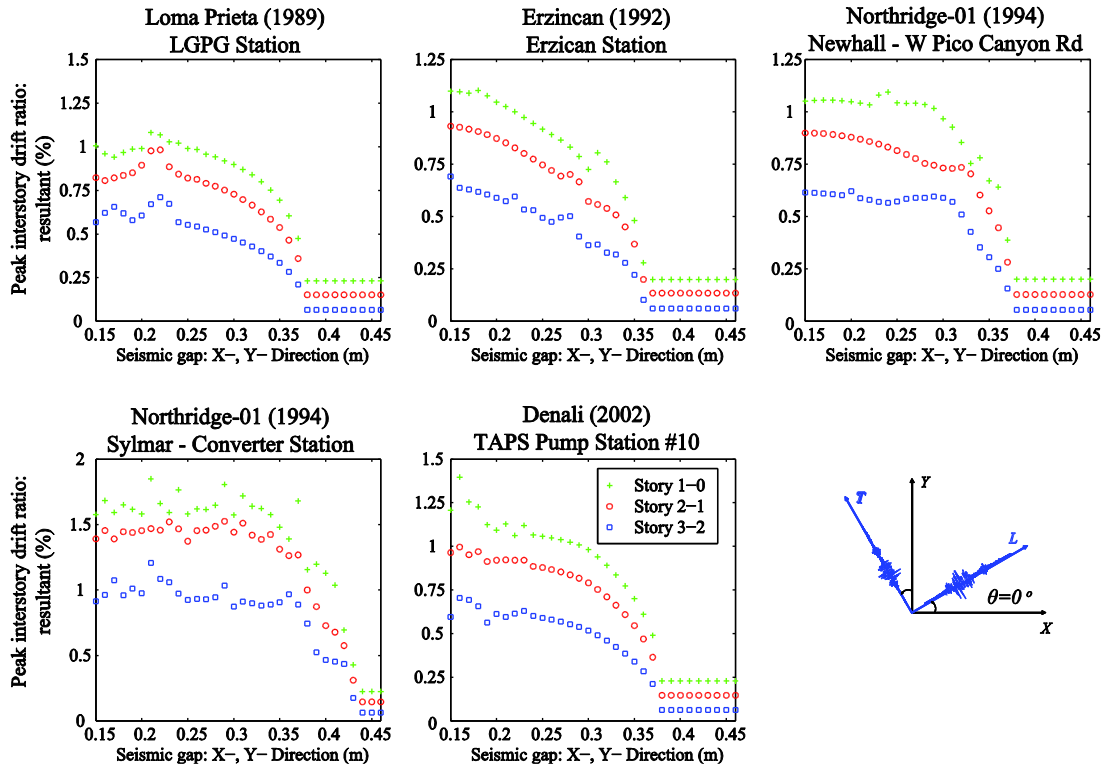 Loma Prieta (1989)
LGPG Station
Erzincan (1992)
Erzican Station
Northridge-01 (1994)
Newhall - W Pico Canyon Rd
Peak interstory drift ratio:
resultant (%)
1.5
1.25
1
0.75
0.5
0.25
0
0.15 0.2 0.25 0.3 0.35 0.4 0.45
Seismic gap: X−, Y− Direction (m)
1.25
1
0.75
0.5
0.25
0
0.15 0.2 0.25 0.3 0.35 0.4 0.45
Seismic gap: X−, Y− Direction (m)
1.25
1
0.75
0.5
0.25
0
0.15 0.2 0.25 0.3 0.35 0.4 0.45
Seismic gap: X−, Y− Direction (m)
Northridge-01 (1994)
Sylmar - Converter Station
Denali (2002)
TAPS Pump Station #10
Peak interstory drift ratio:
resultant (%)
2
1.5
1
0.5
0
0.15 0.2 0.25 0.3 0.35 0.4 0.45
Seismic gap: X−, Y− Direction (m)
1.5
1.25
1
0.75
0.5
0.25
0
0.15 0.2 0.25 0.3 0.35 0.4 0.45
Seismic gap: X−, Y− Direction (m)
Story 1−0
Story 2−1
Story 3−2
T
Y
L
θ=0°
X